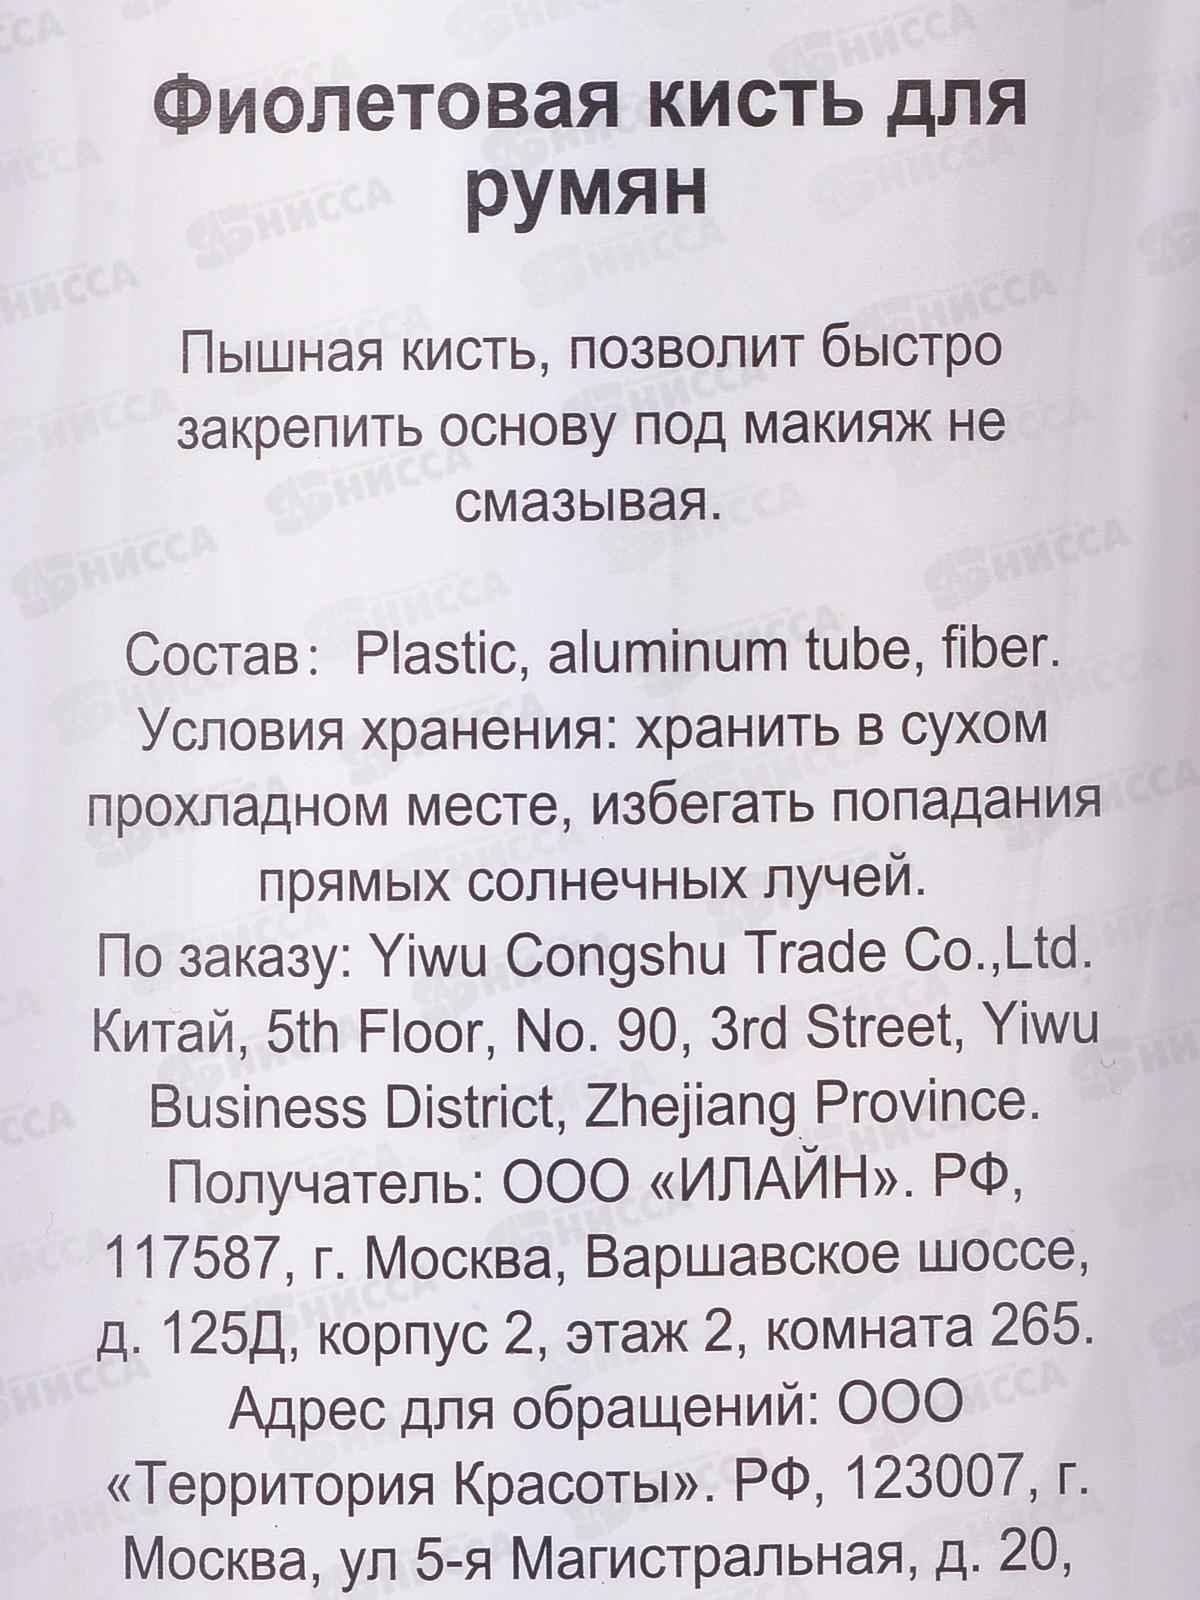 Фиолетовая кисть для
румян
Пышная кисть, позволит быстро
закрепить основу под макияж не
смазывая.
Состав: Plastic, aluminum tube, fiber.
Условия хранения: хранить в сухом
прохладном месте, избегать попадания
прямых солнечных лучей.
По заказу: Yiwu Congshu Trade Co.,Ltd.
Китай, 5th Floor, No. 90, 3rd Street, Yiwu
Business District, Zhejiang Province.
Получатель: ООО «ИЛАЙН». РФ,
117587, г. Москва, Варшавское шоссе,
д. 125Д, корпус 2, этаж 2, комната 265.
Адрес для обращений: ООО
«Территория Красоты». РФ, 123007, г.
Москва, ул 5-я Магистральная, д. 20,